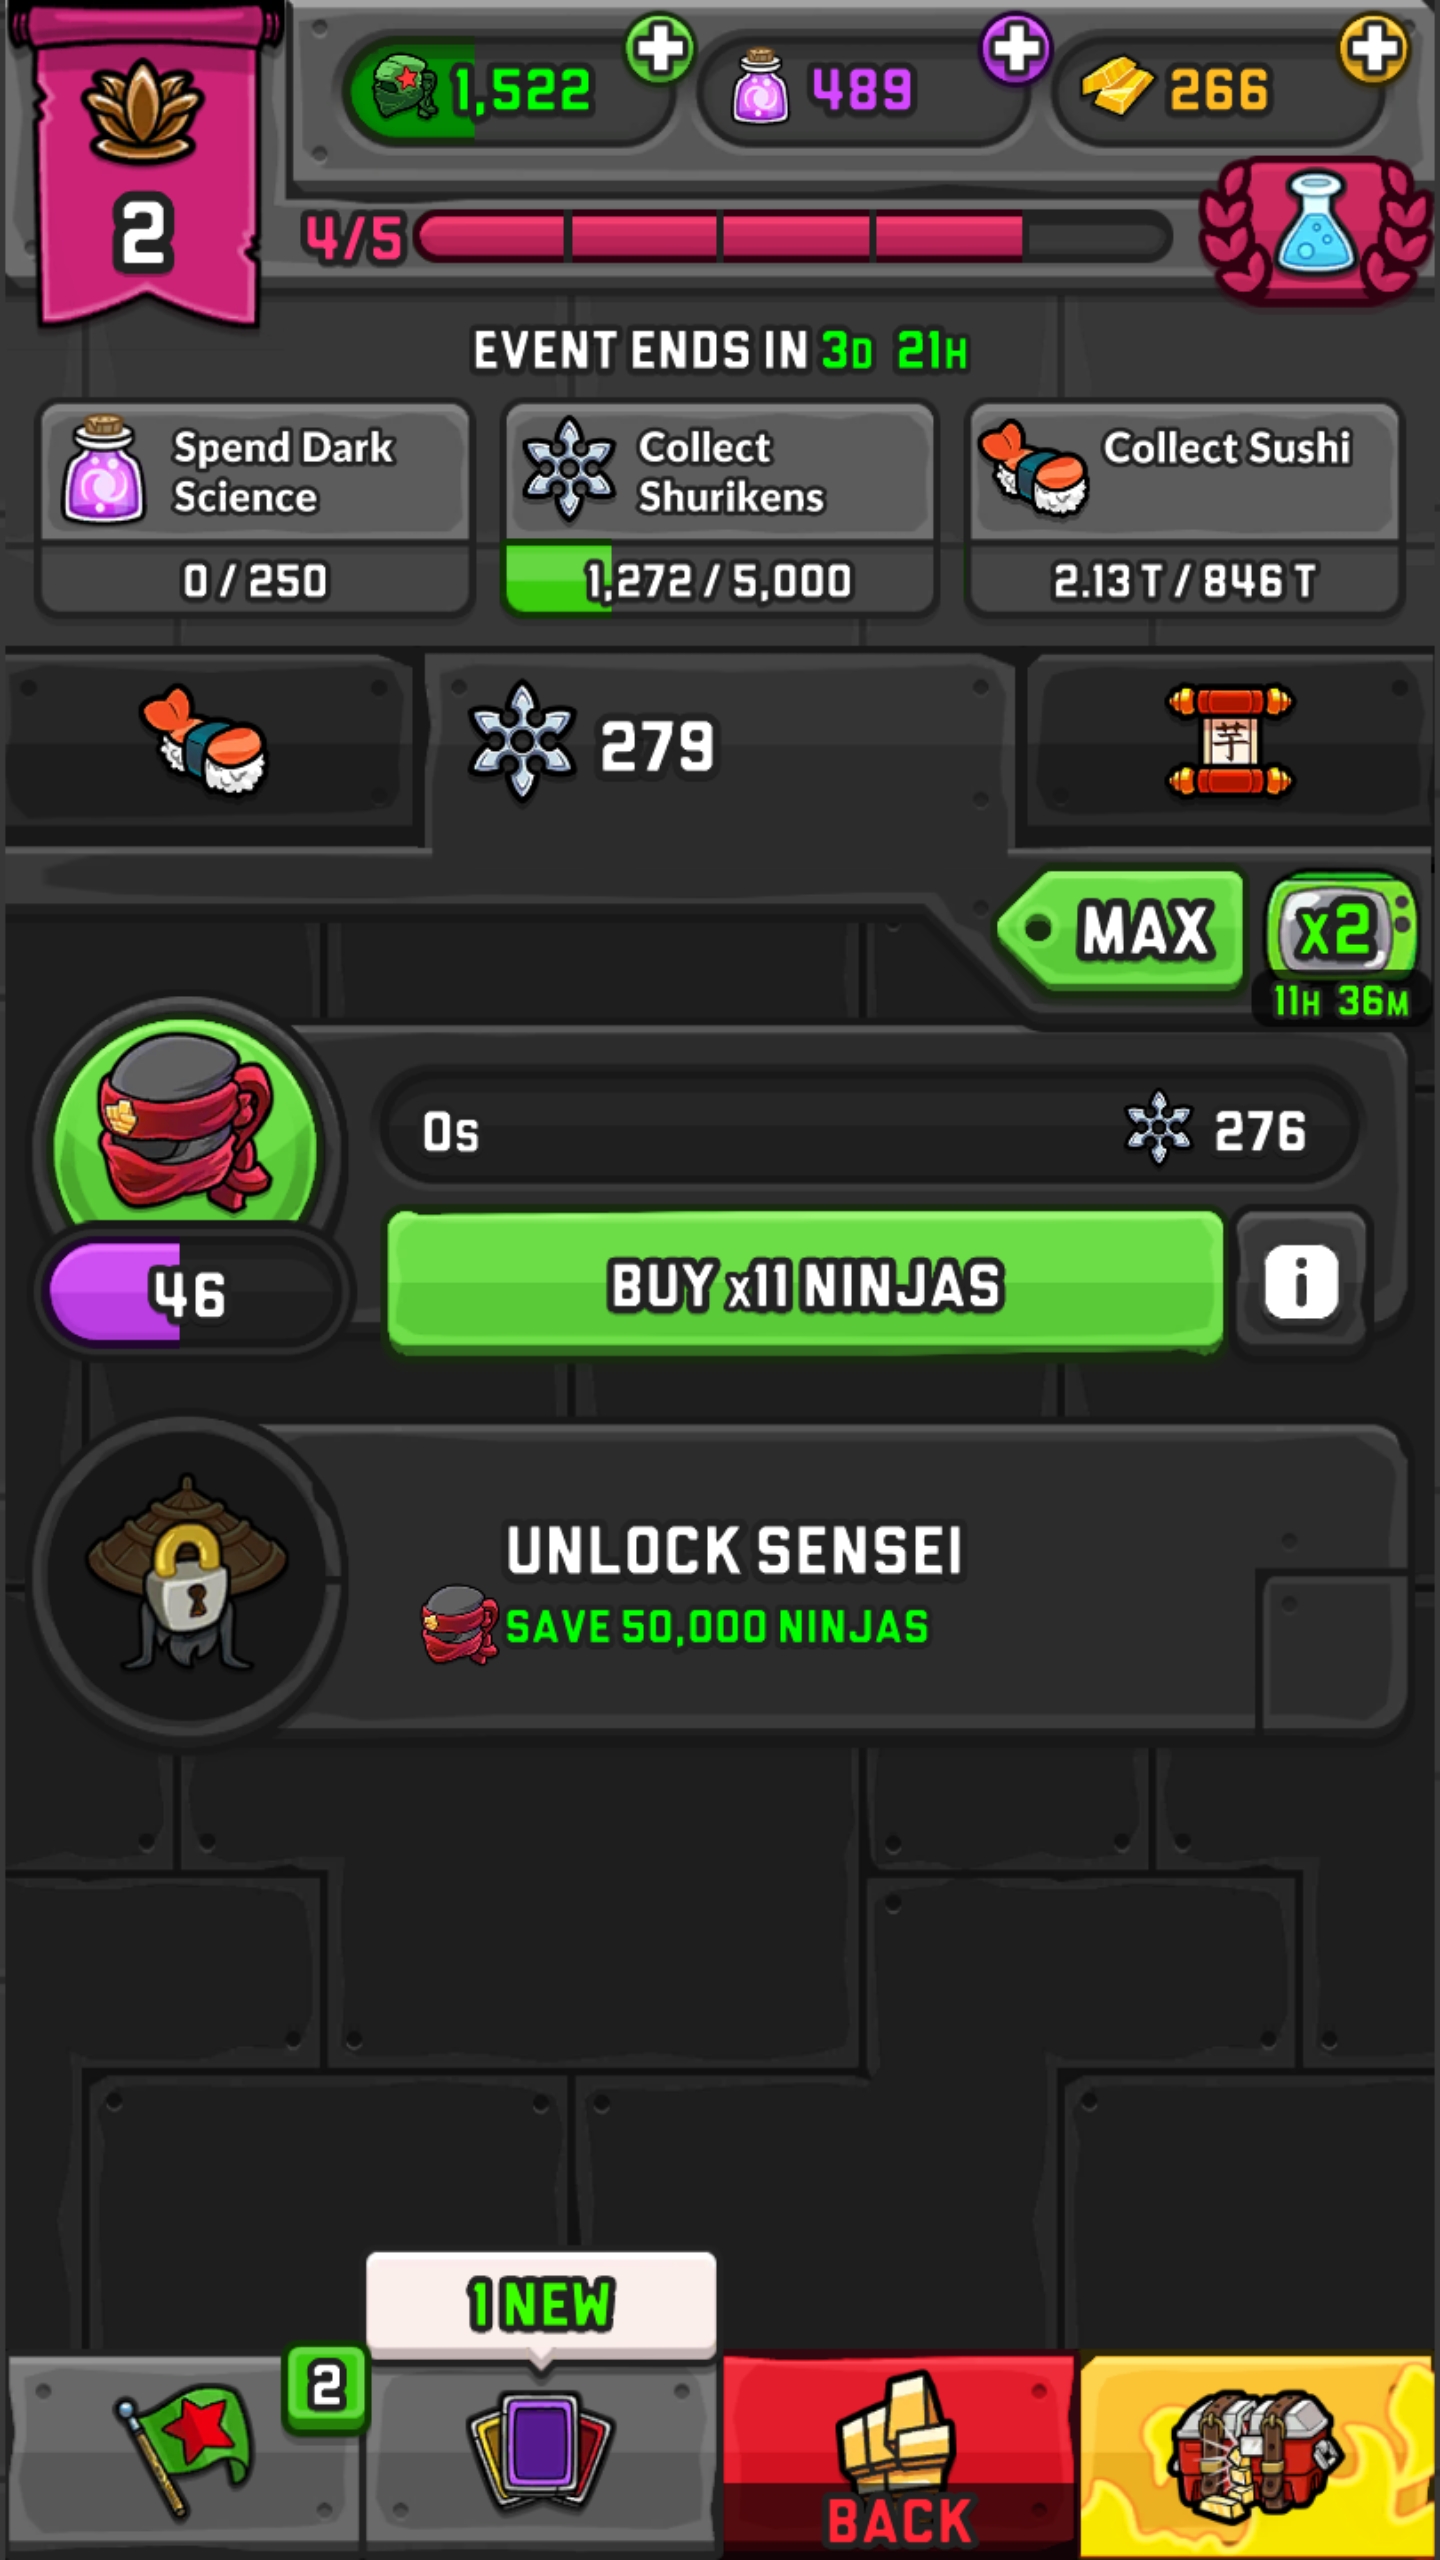 1,522
489
266
2
4/5
EVENT ENDS IN 3D 21H
Spend Dark
Science
0 / 250
Collect
Shurikens
1,272 / 5,000
Collect Sushi
2.13 T / 846 T
279
芋
MAX
x2
11H 36M
0s
276
46
BUY x11 NINJAS
i
UNLOCK SENSEI
SAVE 50,000 NINJAS
1 NEW
2
BACK